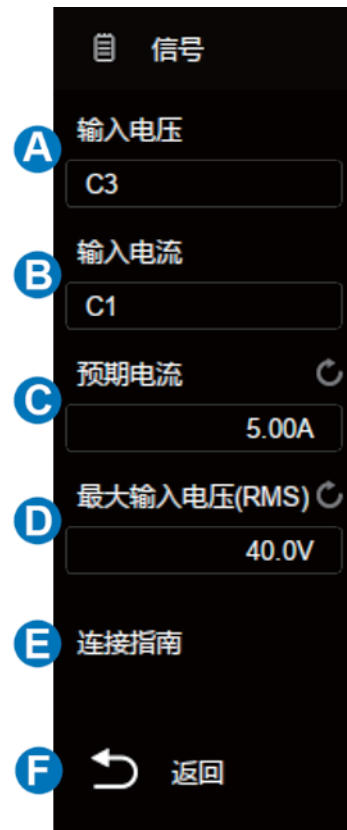 信号
A 输入电压
C3
B 输入电流
C1
C 预期电流
5.00A
D 最大输入电压(RMS)
40.0V
E 连接指南
F 返回